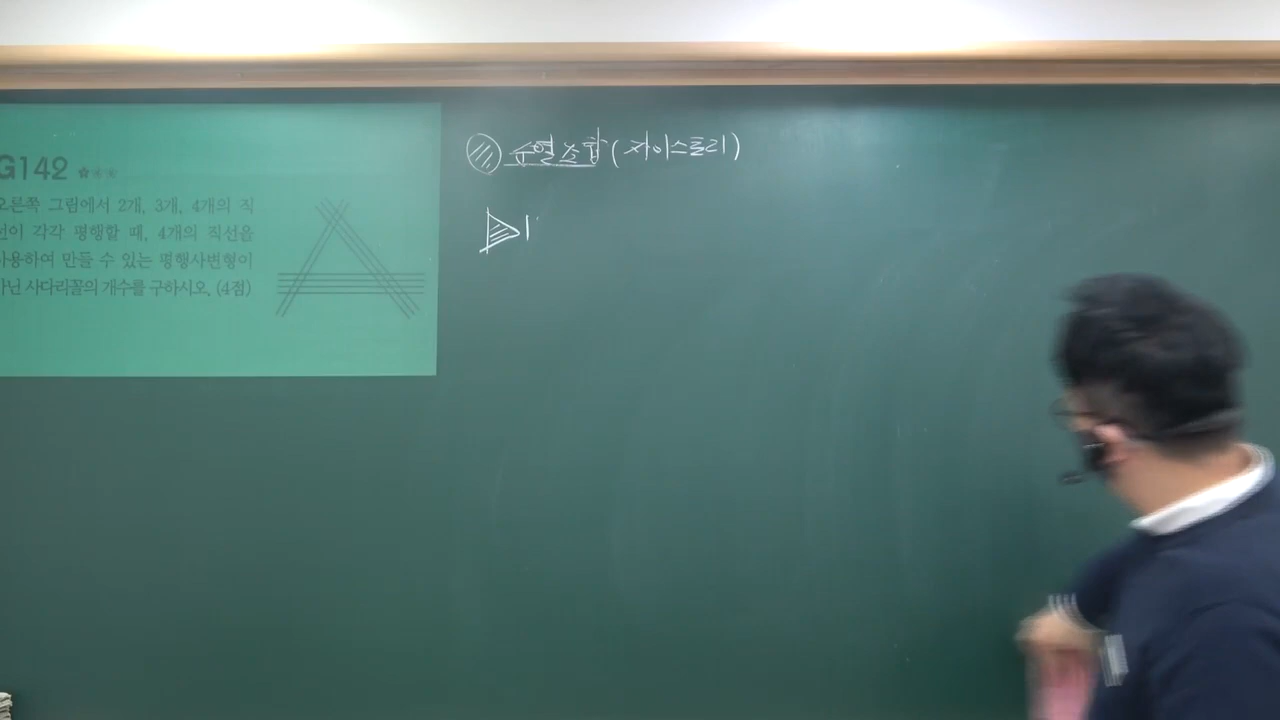 G142
오른쪽 그림에서 2개, 3개, 4개의 직
선이 각각 평행할 때, 4개의 직선을
사용하여 만들 수 있는 평행사변형이
아닌 사다리꼴의 개수를 구하시오. (4점)
순열조합(자이스토리)